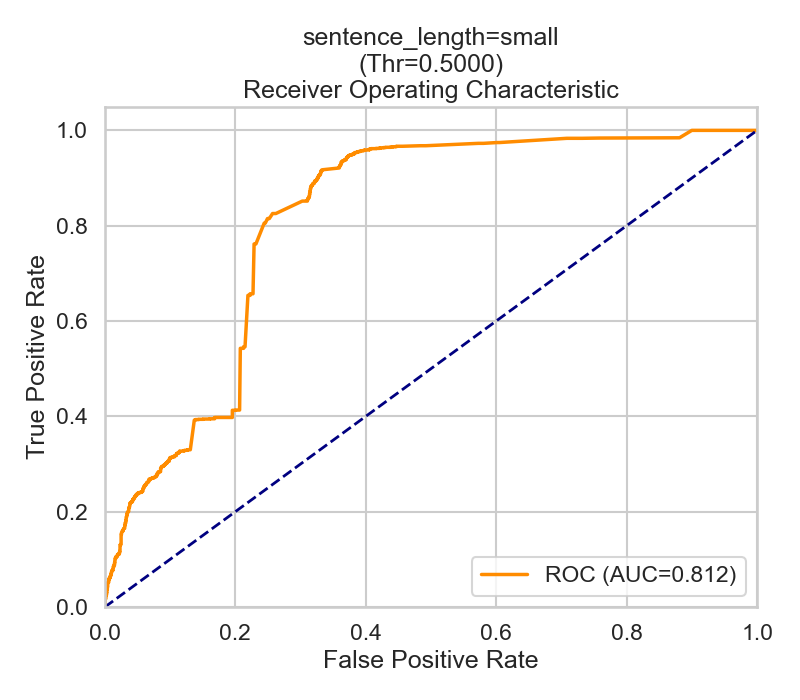 sentence_length=small
(Thr=0.5000)
Receiver Operating Characteristic
True Positive Rate
1.0
0.8
0.6
0.4
0.2
0.0
ROC (AUC=0.812)
0.0 0.2 0.4 0.6 0.8 1.0
False Positive Rate